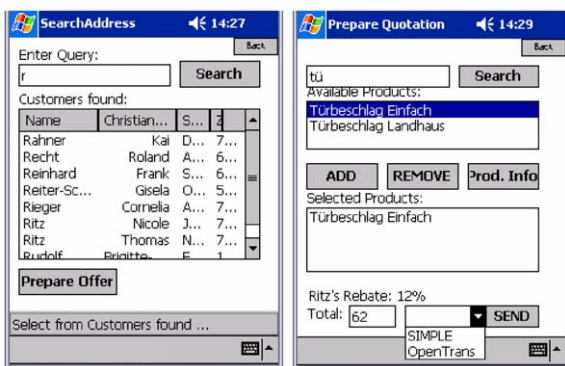 SearchAddress 14:27
Back
Enter Query:
r
Search
Customers found:
Name Christian... S... Z
Rahner Kai D... 7...
Recht Roland A... 6...
Reinhard Frank S... 6...
Reiter-Sc... Gisela O... 5...
Rieger Cornelia A... 7...
Ritz Nicole J... 7...
Ritz Thomas N... 7...
Rudolf Brigitte- F... 1
Prepare Offer
Select from Customers found ...
Prepare Quotation 14:29
Back
tü
Search
Available Products:
Türbeschlag Einfach
Türbeschlag Landhaus
ADD REMOVE Prod. Info
Selected Products:
Türbeschlag Einfach
Ritz's Rebate: 12%
Total: 62 SEND
SIMPLE
OpenTrans